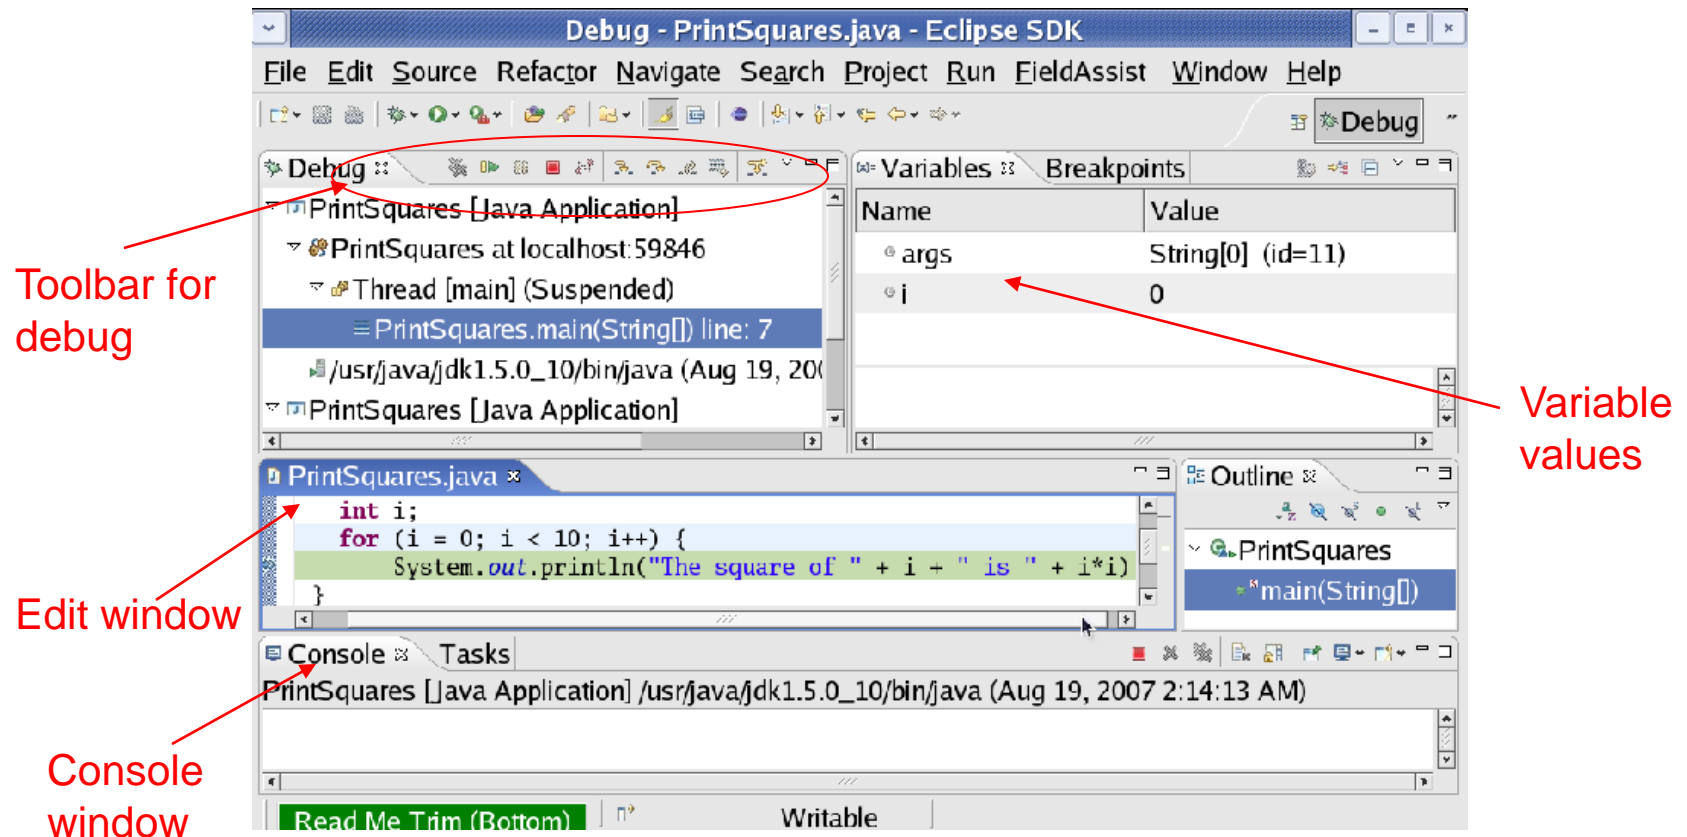 Debug - PrintSquares.java - Eclipse SDK
File Edit Source Refactor Navigate Search Project Run FieldAssist Window Help
Debug
Debug
Variables Breakpoints
PrintSquares [Java Application]
PrintSquares at localhost:59846
Thread [main] (Suspended)
PrintSquares.main(String[]) line: 7
/usr/java/jdk1.5.0_10/bin/java (Aug 19, 20
PrintSquares [Java Application]
Name Value
args String[0] (id=11)
i 0
Toolbar for
debug
Variable
values
PrintSquares.java
int i;
for (i = 0; i < 10; i++) {
System.out.println("The square of " + i + " is " + i*i)
}
Outline
PrintSquares
main(String[])
Edit window
Console Tasks
PrintSquares [Java Application] /usr/java/jdk1.5.0_10/bin/java (Aug 19, 2007 2:14:13 AM)
Console
window
Read Me Trim (Bottom) Writable